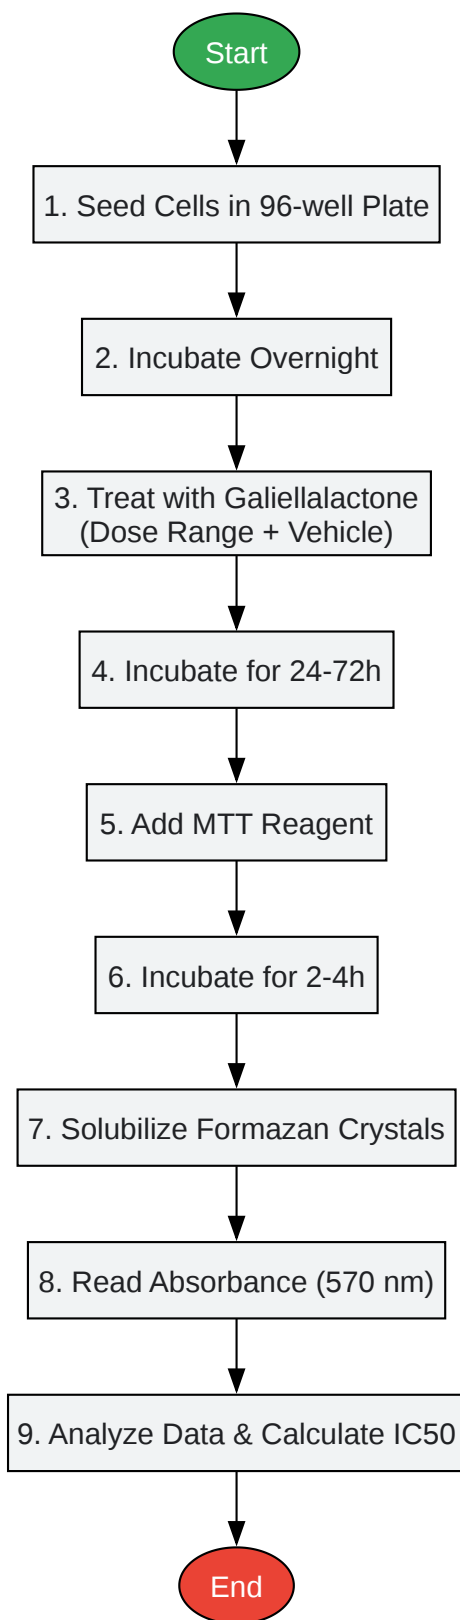 Start
1. Seed Cells in 96-well Plate
2. Incubate Overnight
3. Treat with Galiellalactone
(Dose Range + Vehicle)
4. Incubate for 24-72h
5. Add MTT Reagent
6. Incubate for 2-4h
7. Solubilize Formazan Crystals
8. Read Absorbance (570 nm)
9. Analyze Data & Calculate IC50
End